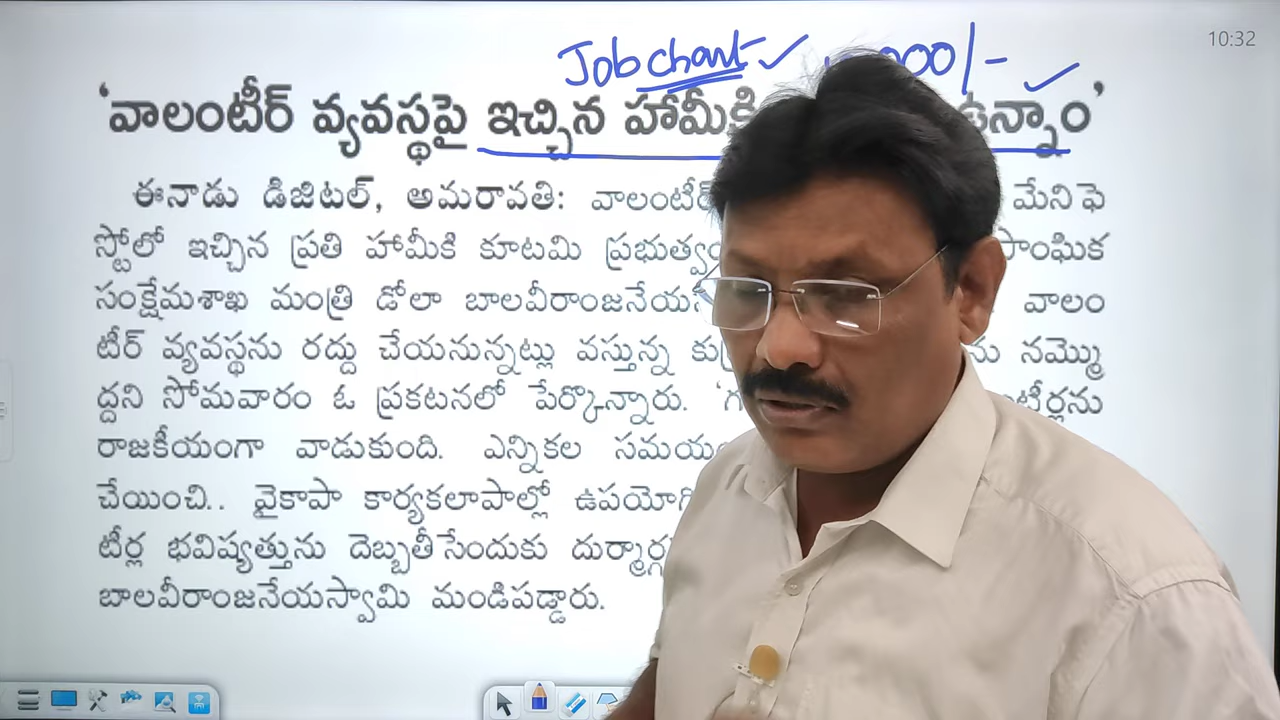 10:32
Job chart ✓ 000/- ✓
‘వాలంటీర్ వ్యవస్థపై ఇచ్చిన హామీకి ఉన్నాం’
ఈనాడు డిజిటల్, అమరావతి: వాలంటీర్ మేనిఫె
స్టోలో ఇచ్చిన ప్రతి హామీకి కూటమి ప్రభుత్వం
సంక్షేమశాఖ మంత్రి డోలా బాలవీరాంజనేయ వాలం
టీర్ వ్యవస్థను రద్దు చేయనున్నట్లు వస్తున్న నమ్మొ
ద్దని సోమవారం ఓ ప్రకటనలో పేర్కొన్నారు.
రాజకీయంగా వాడుకుంది. ఎన్నికల
చేయించి.. వైకాపా కార్యకలాపాల్లో
టీర్ల భవిష్యత్తును దెబ్బతీసేందుకు
బాలవీరాంజనేయస్వామి మండిపడ్డారు.